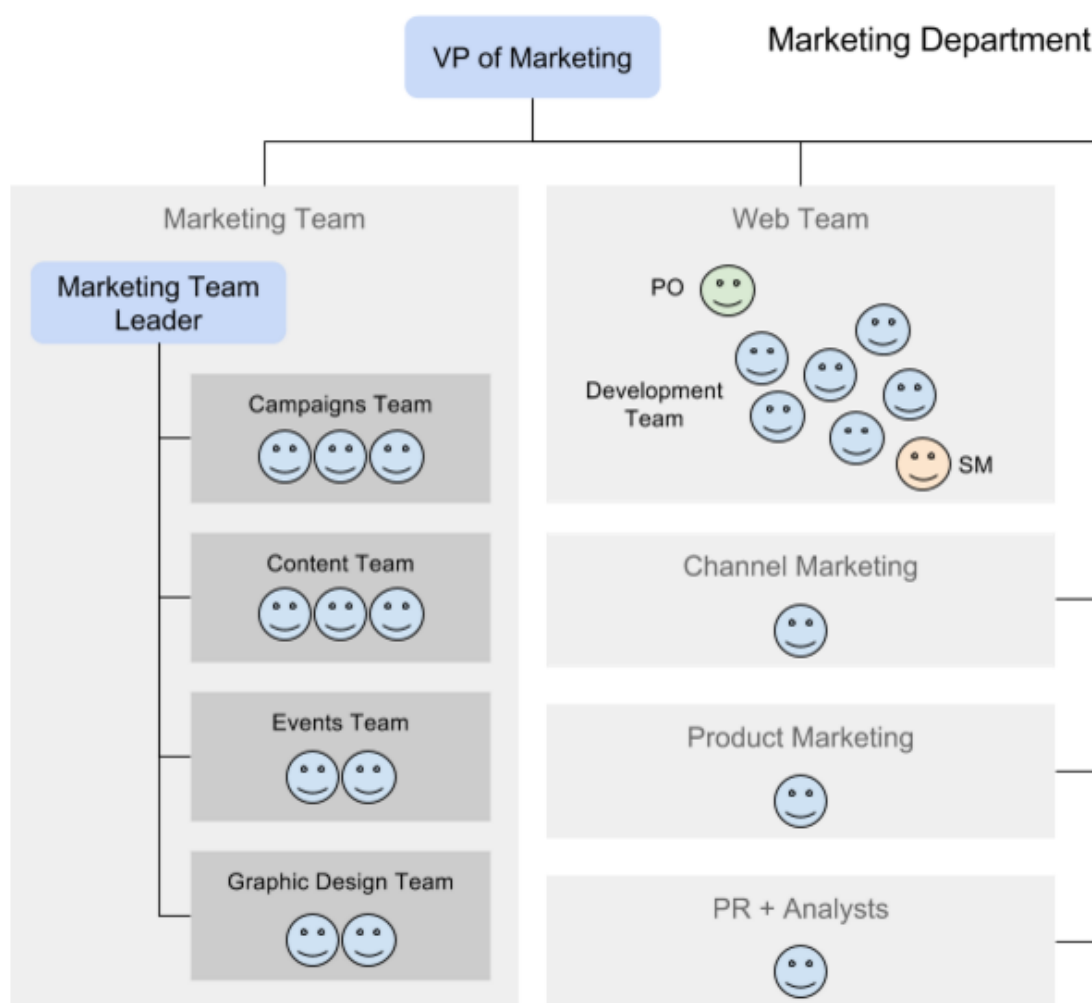 VP of Marketing
Marketing Department
Marketing Team
Marketing Team
Leader
Campaigns Team
Content Team
Events Team
Graphic Design Team
Web Team
PO
Development
Team
SM
Channel Marketing
Product Marketing
PR + Analysts